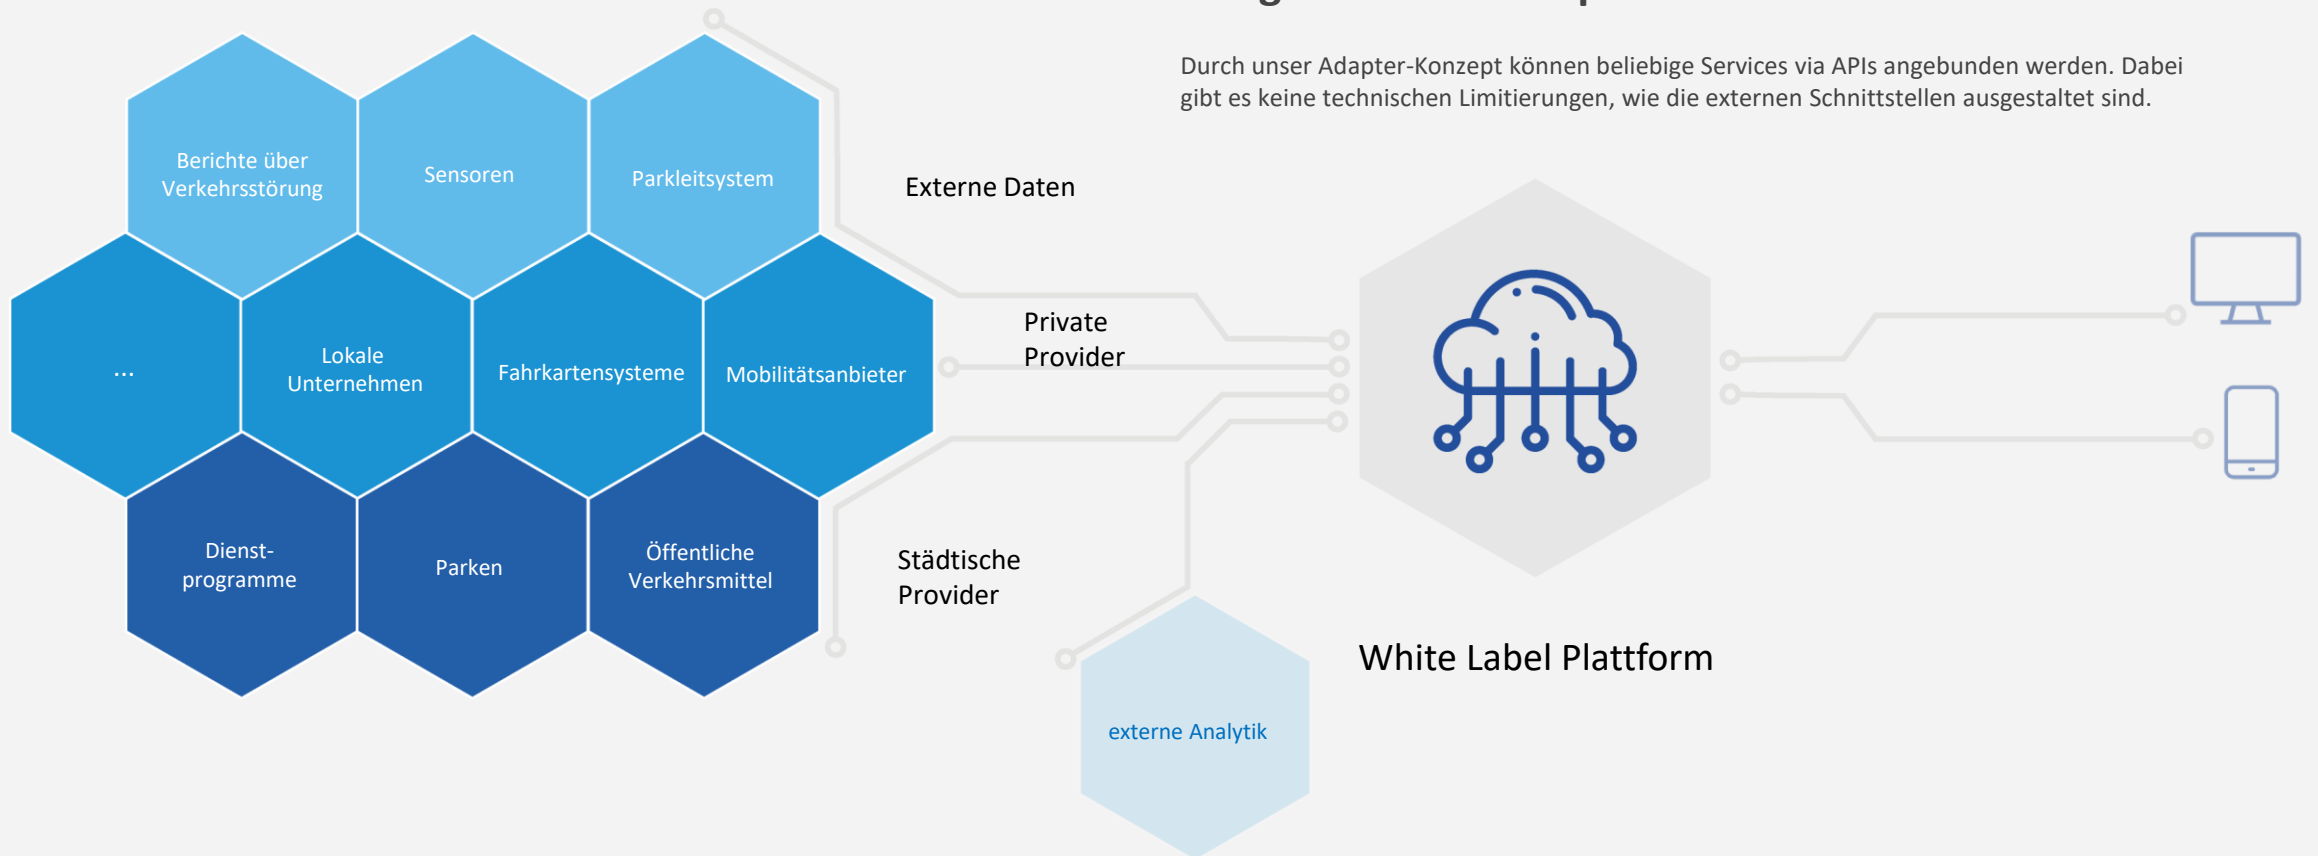 Durch unser Adapter-Konzept können beliebige Services via APIs angebunden werden. Dabei
gibt es keine technischen Limitierungen, wie die externen Schnittstellen ausgestaltet sind.
Berichte über
Verkehrsstörung
Sensoren
Parkleitsystem
Externe Daten
...
Lokale
Unternehmen
Fahrkartensysteme
Mobilitätsanbieter
Private
Provider
Dienst-
programme
Parken
Öffentliche
Verkehrsmittel
Städtische
Provider
White Label Plattform
externe Analytik